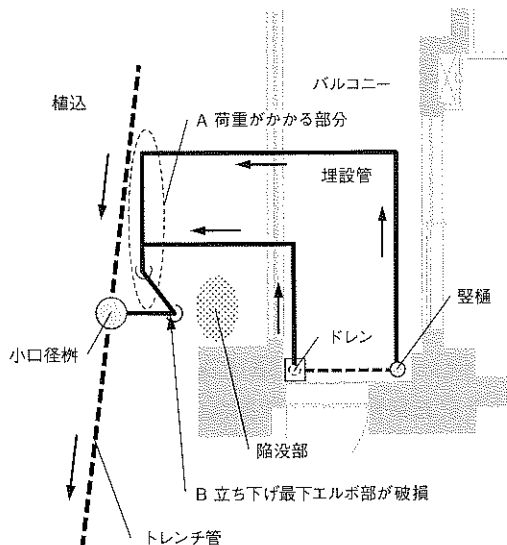 植込
バルコニー
A 荷重がかかる部分
埋設管
竪樋
ドレン
小口径桝
陥没部
B 立ち下げ最下エルボ部が破損
トレンチ管